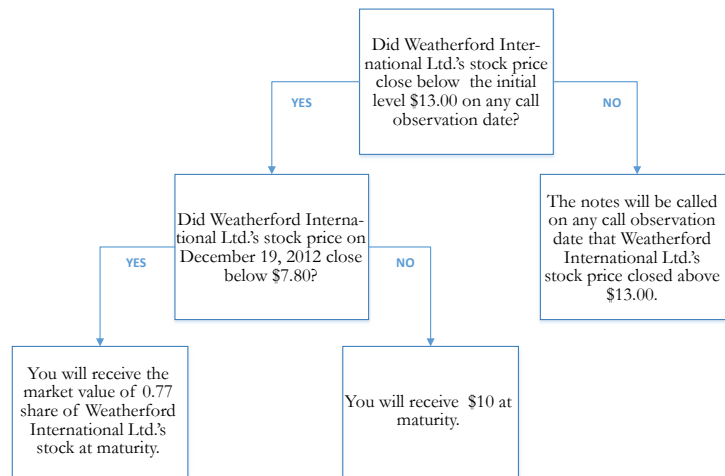 Did Weatherford Inter-
national Ltd.'s stock price
close below the initial
level $13.00 on any call
observation date?
YES
NO
Did Weatherford Interna-
tional Ltd.'s stock price on
December 19, 2012 close
below $7.80?
The notes will be called
on any call observation
date that Weatherford
International Ltd.'s
stock price closed above
$13.00.
YES
NO
You will receive the
market value of 0.77
share of Weatherford
International Ltd.'s
stock at maturity.
You will receive $10 at
maturity.